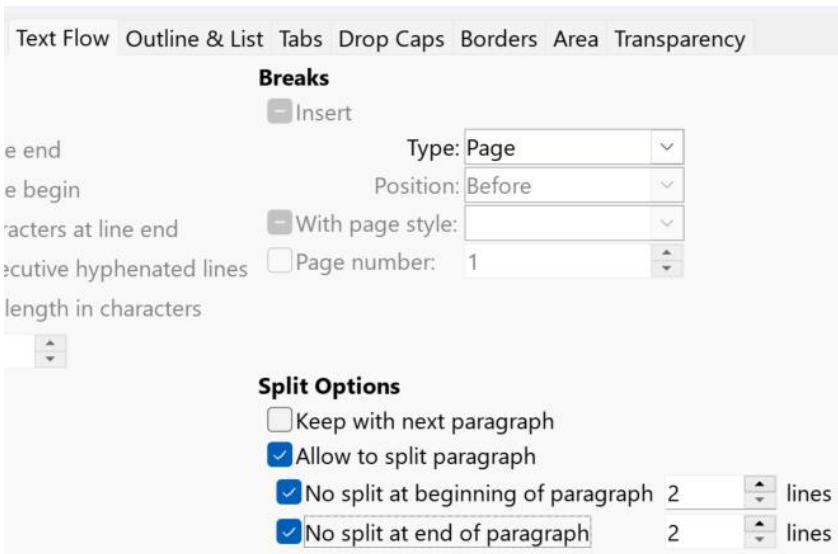 Text Flow Outline & List Tabs Drop Caps Borders Area Transparency
Breaks
Insert
e end
Type: Page
e begin
Position: Before
racters at line end
With page style:
ecutive hyphenated lines
Page number: 1
length in characters
Split Options
Keep with next paragraph
Allow to split paragraph
No split at beginning of paragraph 2 lines
No split at end of paragraph 2 lines